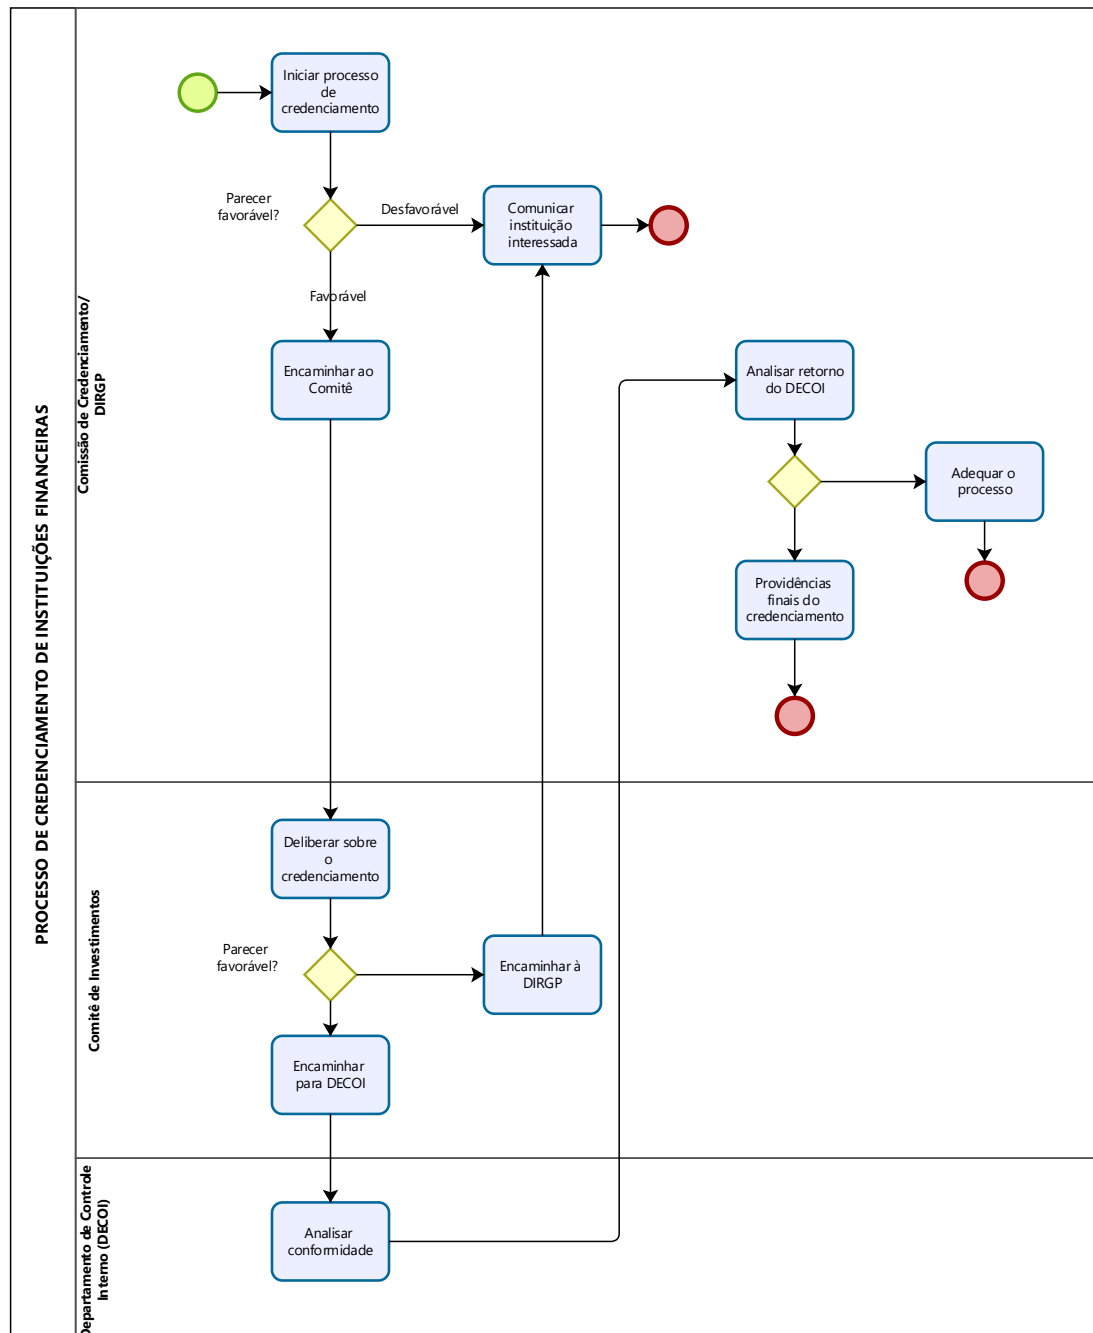 PROCESSO DE CREDENCIAMENTO DE INSTITUIÇÕES FINANCEIRAS
Comissão de Credenciamento/
DIRGP
Iniciar processo
de
credenciamento
Parecer
favorável?
Desfavorável
Comunicar
instituição
interessada
Favorável
Encaminhar ao
Comitê
Analisar retorno
do DECOI
Adequar o
processo
Providências
finais do
credenciamento
Comitê de Investimentos
Deliberar sobre
o
credenciamento
Parecer
favorável?
Encaminhar à
DIRGP
Encaminhar
para DECOI
Departamento de Controle
Interno (DECOI)
Analisar
conformidade